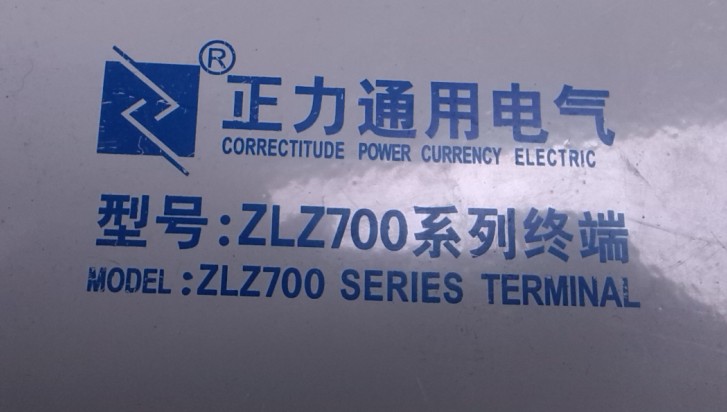 ®
正力通用电气
CORRECTITUDE POWER CURRENCY ELECTRIC
型号:ZLZ700系列终端
MODEL:ZLZ700 SERIES TERMINAL